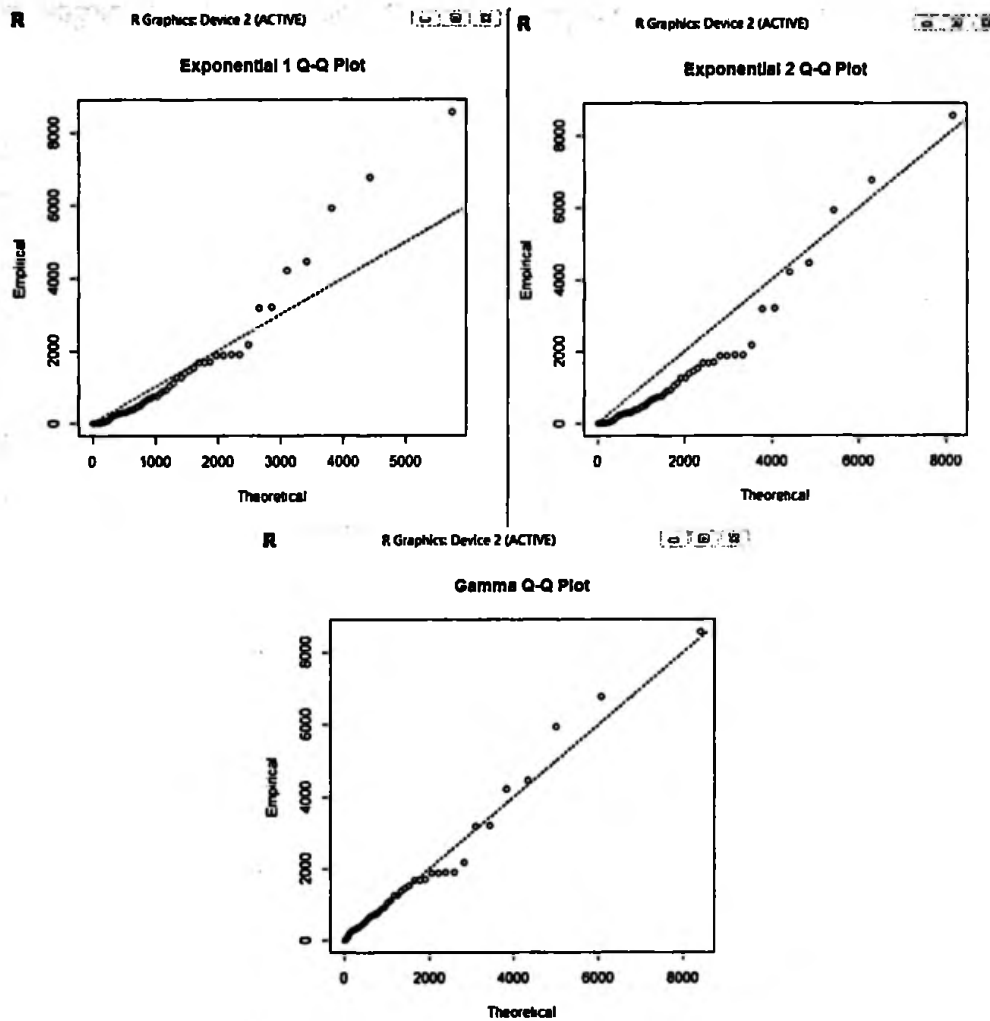 R
R Graphics: Device 2 (ACTIVE)
Exponential 1 Q-Q Plot
8000
6000
4000
2000
0
Empirical
0 1000 2000 3000 4000 5000
Theoretical
R
R Graphics: Device 2 (ACTIVE)
Exponential 2 Q-Q Plot
8000
6000
4000
2000
0
Empirical
0 2000 4000 6000 8000
Theoretical
R
R Graphics: Device 2 (ACTIVE)
Gamma Q-Q Plot
8000
6000
4000
2000
0
Empirical
0 2000 4000 6000 8000
Theoretical